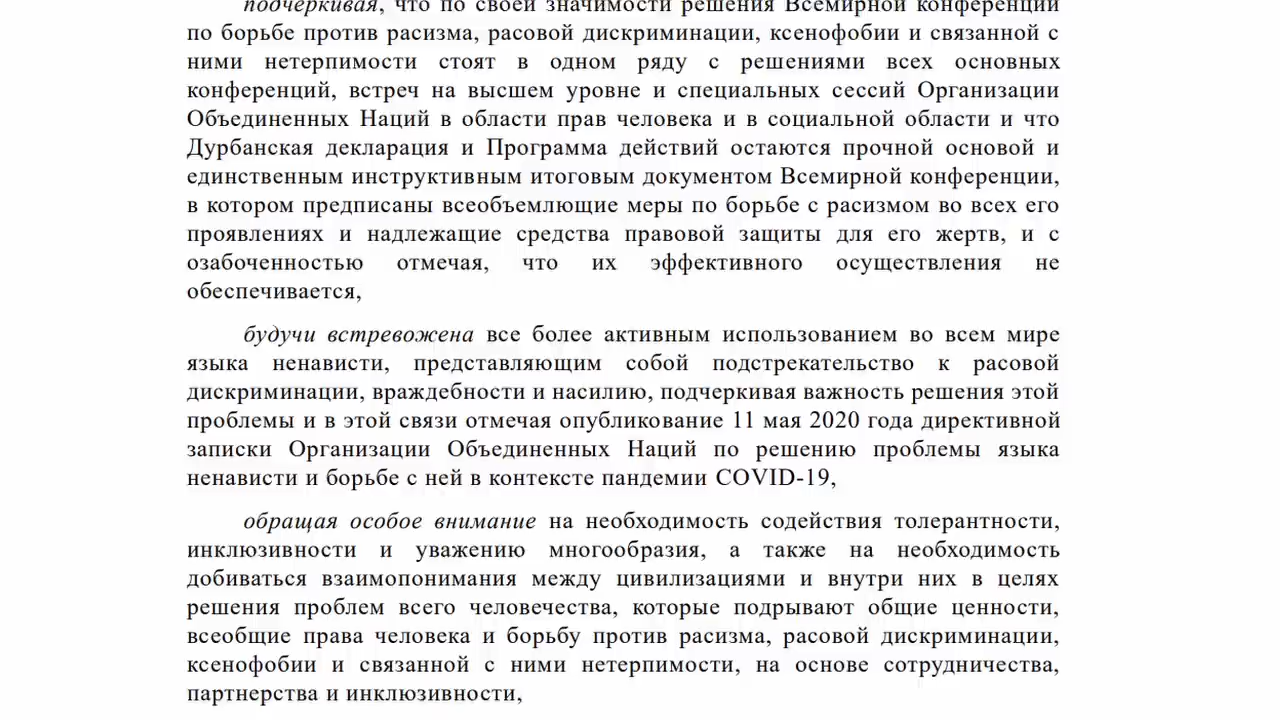 подчеркивая, что по своей значимости решения Всемирной конференции
по борьбе против расизма, расовой дискриминации, ксенофобии и связанной с
ними нетерпимости стоят в одном ряду с решениями всех основных
конференций, встреч на высшем уровне и специальных сессий Организации
Объединенных Наций в области прав человека и в социальной области и что
Дурбанская декларация и Программа действий остаются прочной основой и
единственным инструктивным итоговым документом Всемирной конференции,
в котором предписаны всеобъемлющие меры по борьбе с расизмом во всех его
проявлениях и надлежащие средства правовой защиты для его жертв, и с
озабоченностью отмечая, что их эффективного осуществления не
обеспечивается,
будучи встревожена все более активным использованием во всем мире
языка ненависти, представляющим собой подстрекательство к расовой
дискриминации, враждебности и насилию, подчеркивая важность решения этой
проблемы и в этой связи отмечая опубликование 11 мая 2020 года директивной
записки Организации Объединенных Наций по решению проблемы языка
ненависти и борьбе с ней в контексте пандемии COVID-19,
обращая особое внимание на необходимость содействия толерантности,
инклюзивности и уважению многообразия, а также на необходимость
добиваться взаимопонимания между цивилизациями и внутри них в целях
решения проблем всего человечества, которые подрывают общие ценности,
всеобщие права человека и борьбу против расизма, расовой дискриминации,
ксенофобии и связанной с ними нетерпимости, на основе сотрудничества,
партнерства и инклюзивности,